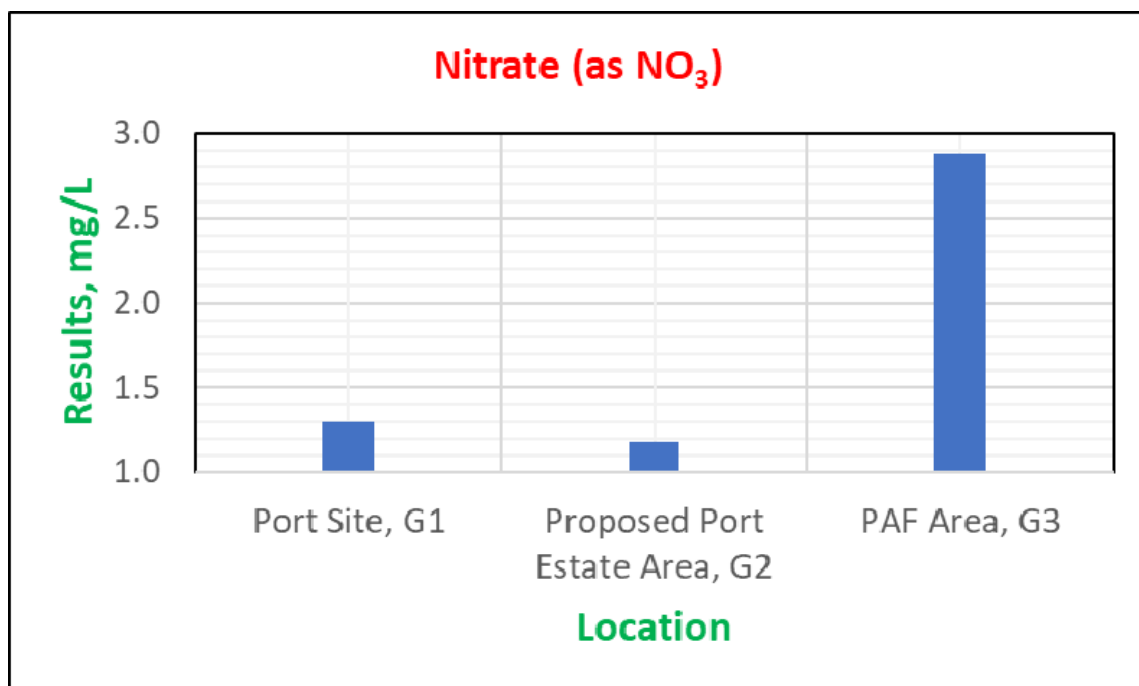 Nitrate (as NO₃)
Results, mg/L
3.0
2.5
2.0
1.5
1.0
Port Site, G1
Proposed Port
Estate Area, G2
PAF Area, G3
Location